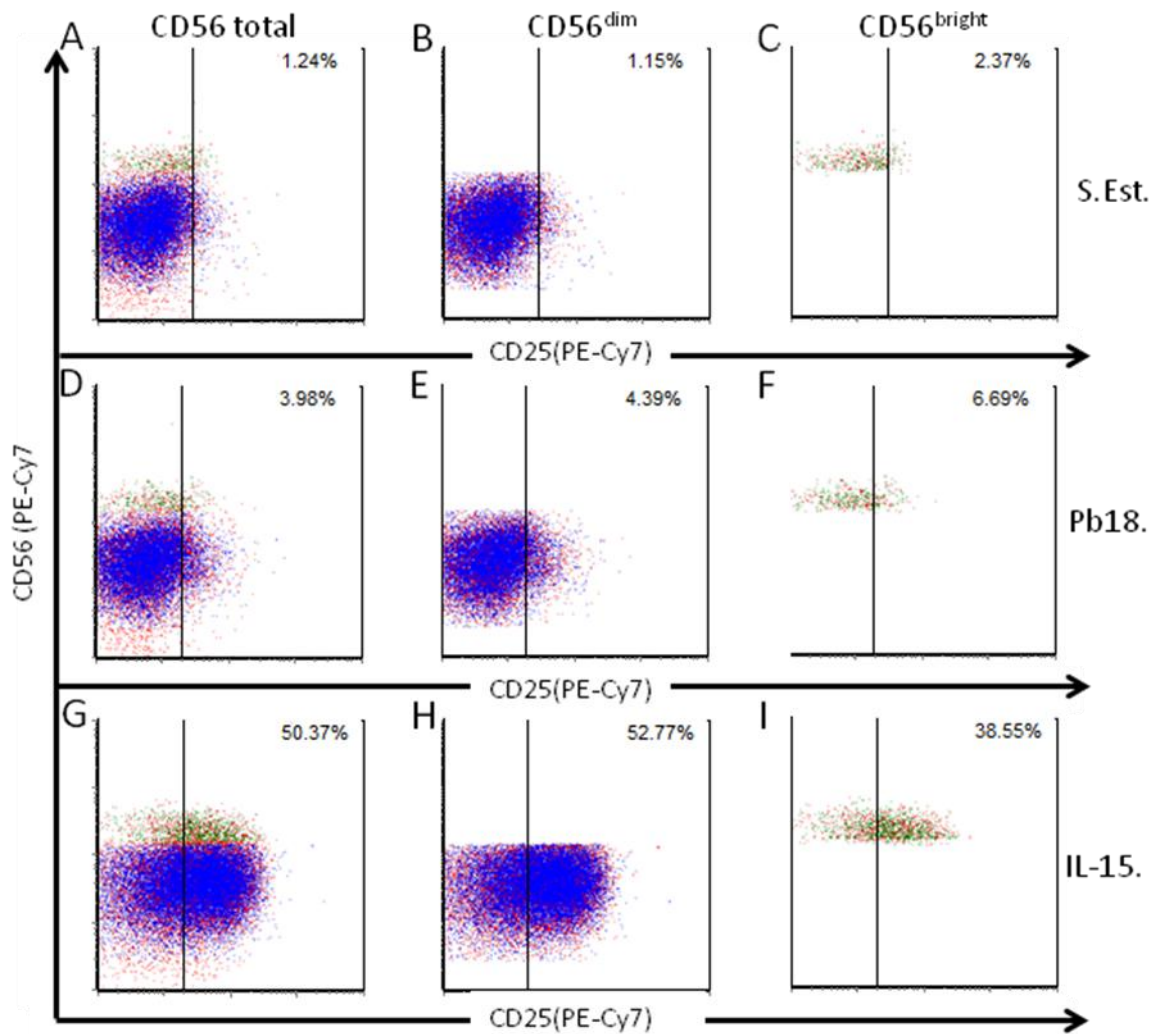 A CD56 total B CD56dim C CD56bright
1.24% 1.15% 2.37%
S.Est.
CD25(PE-Cy7)
D 3.98% E 4.39% F 6.69%
CD56 (PE-Cy7
Pb18.
CD25(PE-Cy7)
G 50.37% H 52.77% I 38.55%
IL-15.
CD25(PE-Cy7)